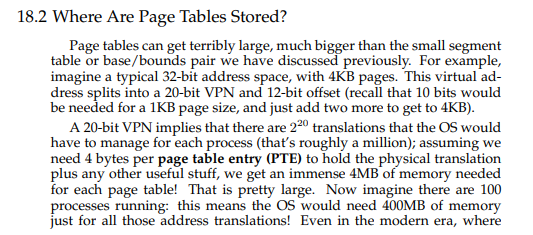 18.2 Where Are Page Tables Stored?
Page tables can get terribly large, much bigger than the small segment
table or base/bounds pair we have discussed previously. For example,
imagine a typical 32-bit address space, with 4KB pages. This virtual ad-
dress splits into a 20-bit VPN and 12-bit offset (recall that 10 bits would
be needed for a 1KB page size, and just add two more to get to 4KB).
A 20-bit VPN implies that there are 2²⁰ translations that the OS would
have to manage for each process (that's roughly a million); assuming we
need 4 bytes per page table entry (PTE) to hold the physical translation
plus any other useful stuff, we get an immense 4MB of memory needed
for each page table! That is pretty large. Now imagine there are 100
processes running: this means the OS would need 400MB of memory
just for all those address translations! Even in the modern era, where